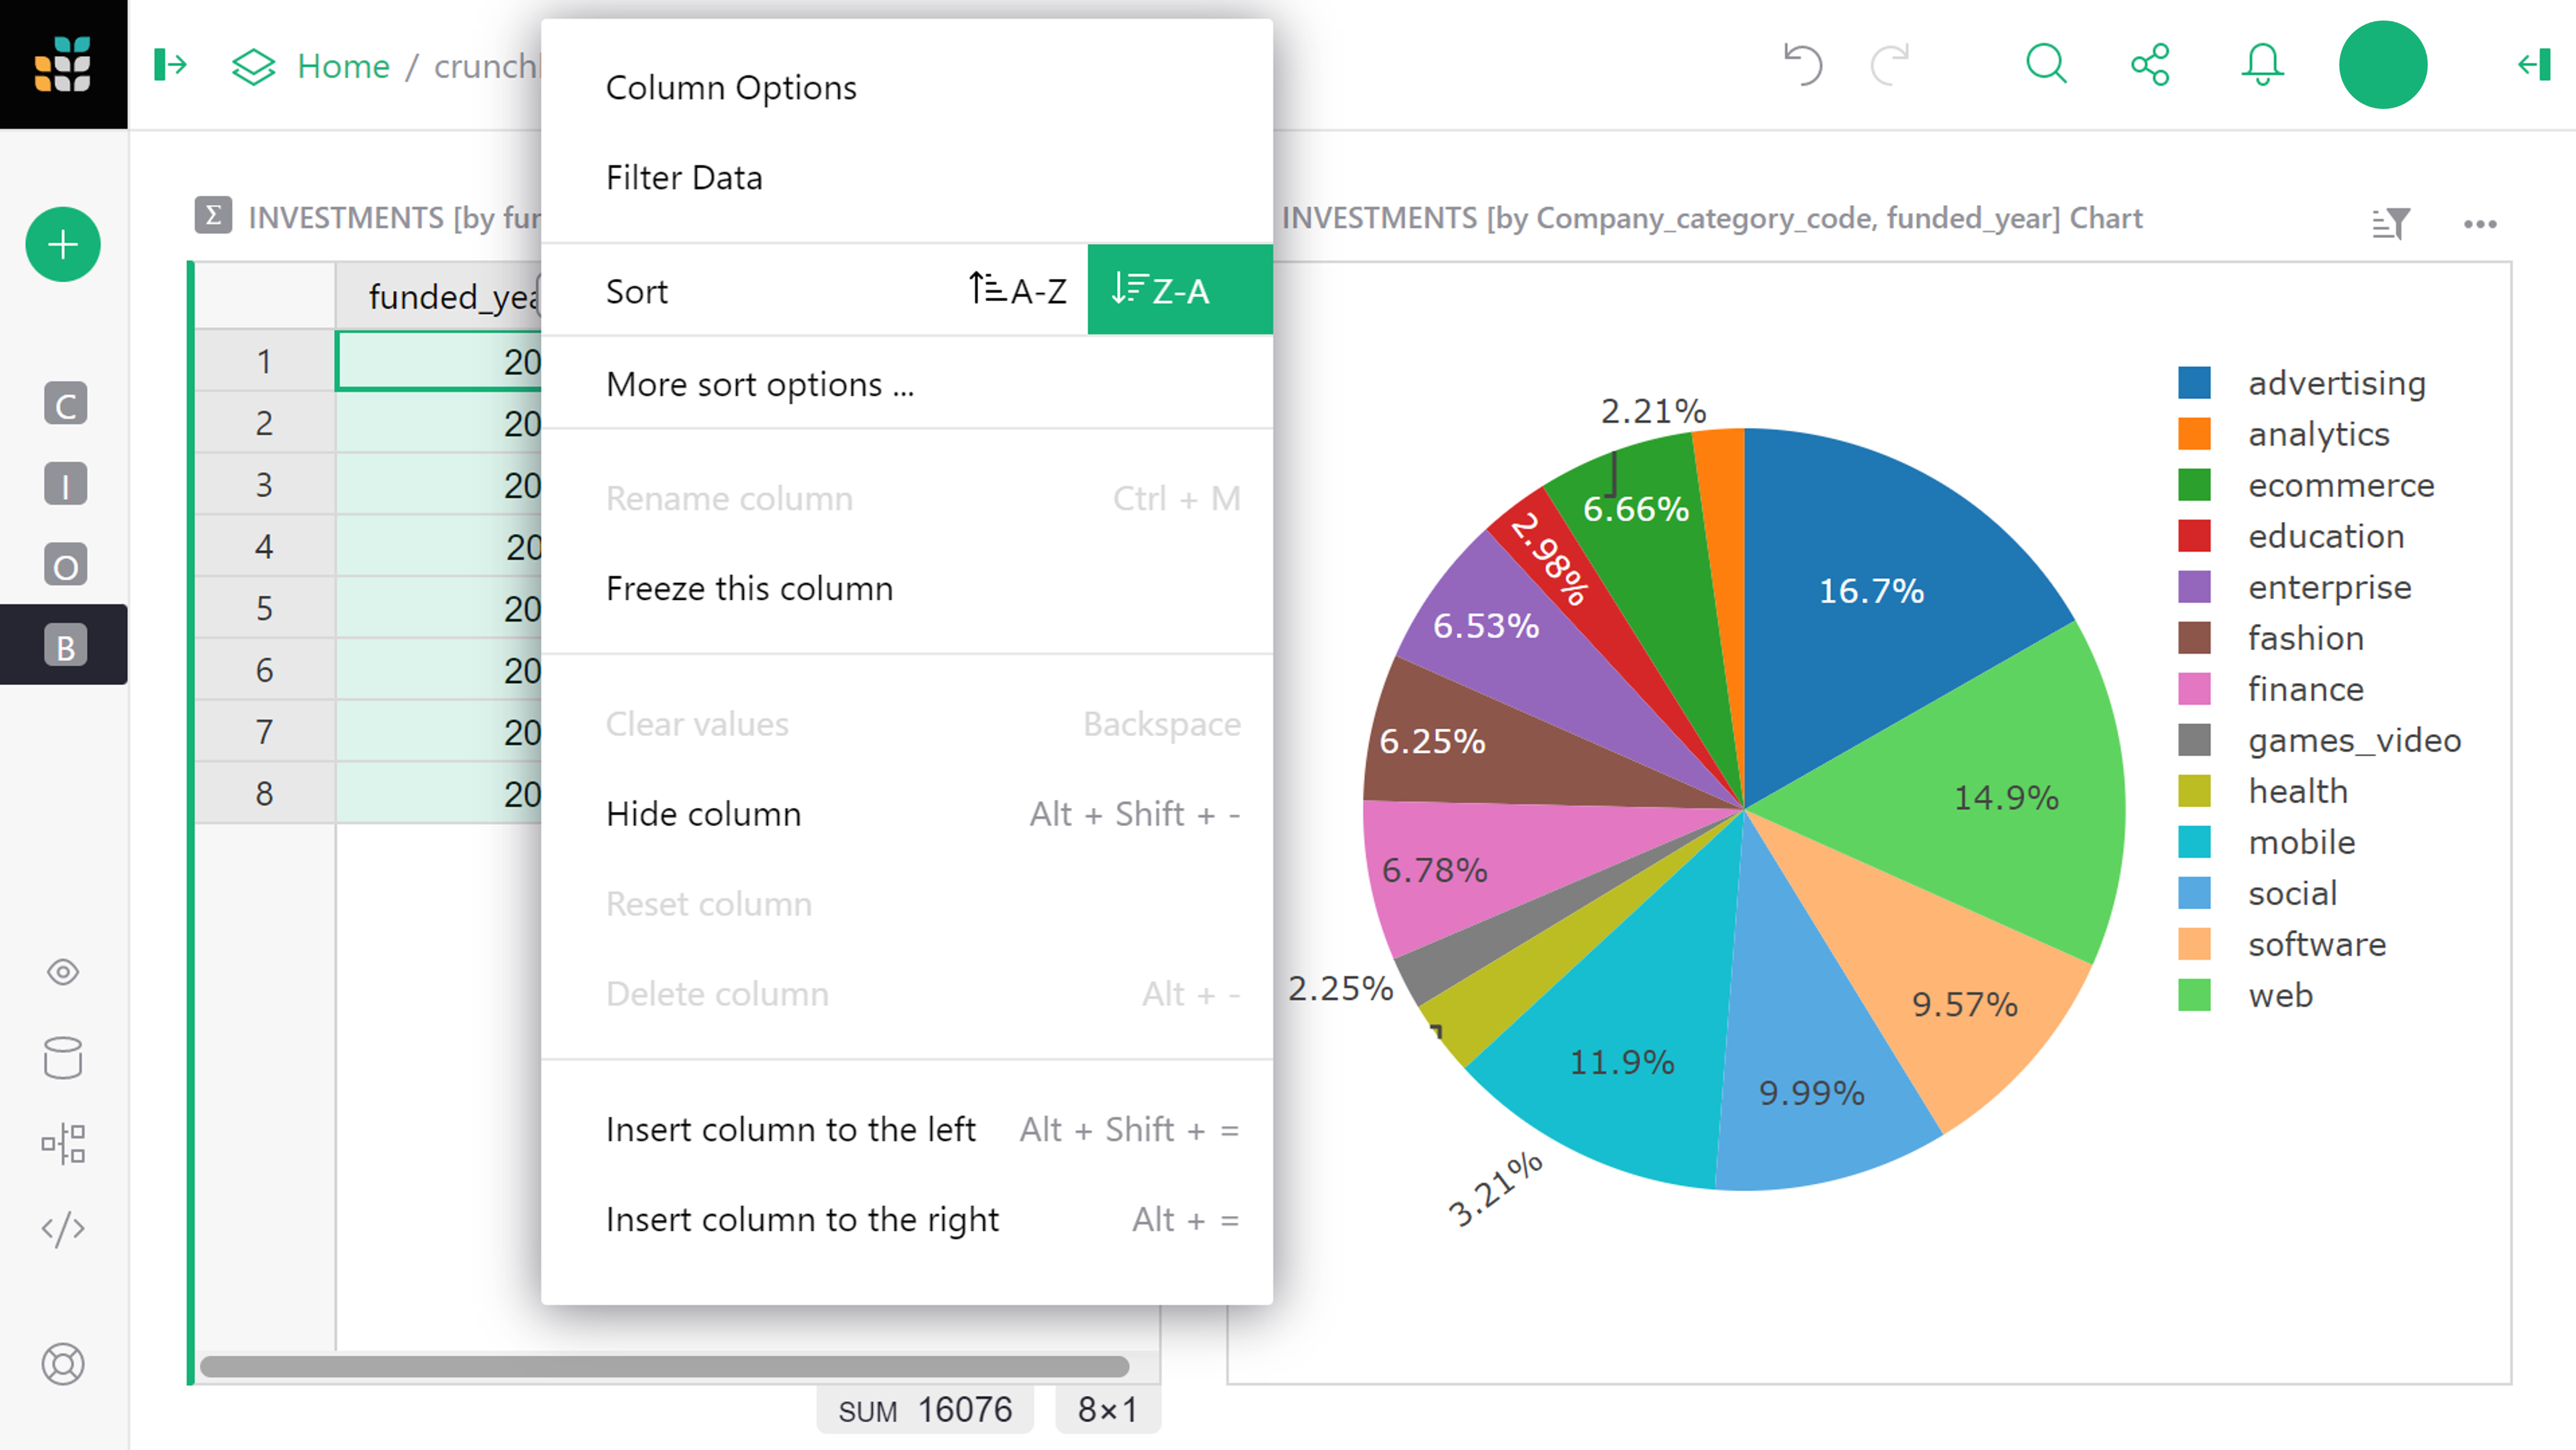 Home / crunch
INVESTMENTS [by fur
funded_yea
1 20
2 20
3 20
4 20
5 20
6 20
7 20
8 20
C
I
O
B
Column Options
Filter Data
Sort A-Z Z-A
More sort options ...
Rename column Ctrl + M
Freeze this column
Clear values Backspace
Hide column Alt + Shift + -
Reset column
Delete column Alt + -
Insert column to the left Alt + Shift + =
Insert column to the right Alt + =
SUM 16076 8×1
INVESTMENTS [by Company_category_code, funded_year] Chart
2.21%
16.7%
14.9%
9.57%
9.99%
11.9%
3.21%
2.25%
6.78%
6.25%
6.53%
2.98%
6.66%
advertising
analytics
ecommerce
education
enterprise
fashion
finance
games_video
health
mobile
social
software
web